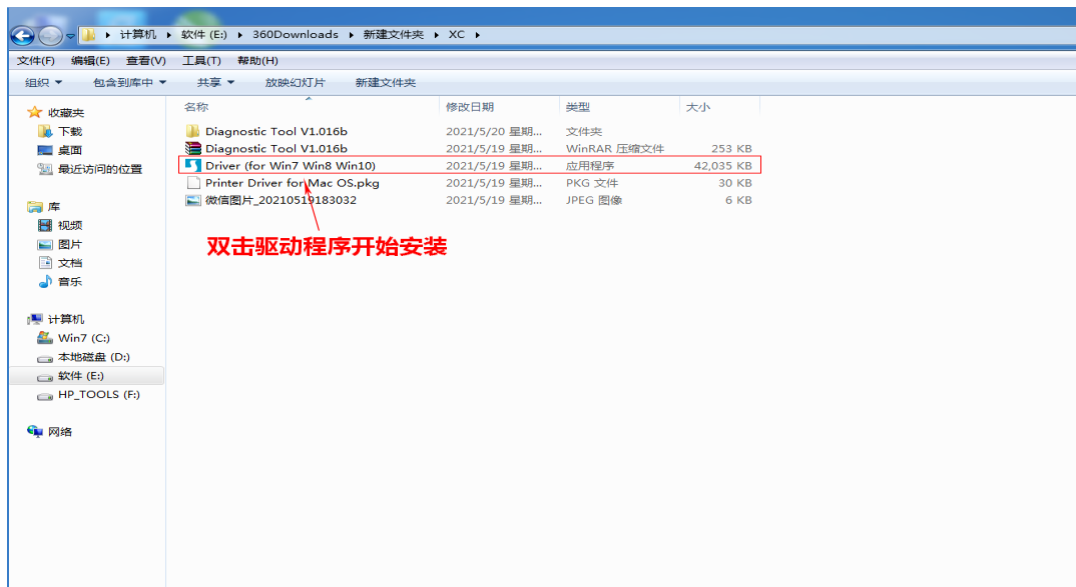 计算机 软件 (E:) 360Downloads 新建文件夹 XC
文件(F) 编辑(E) 查看(V) 工具(T) 帮助(H)
组织 包含到库中 共享 放映幻灯片 新建文件夹
收藏夹
下载
桌面
最近访问的位置
库
视频
图片
文档
音乐
计算机
Win7 (C:)
本地磁盘 (D:)
软件 (E:)
HP_TOOLS (F:)
网络
名称 修改日期 类型 大小
Diagnostic Tool V1.016b 2021/5/20 星期... 文件夹
Diagnostic Tool V1.016b 2021/5/19 星期... WinRAR 压缩文件 253 KB
Driver (for Win7 Win8 Win10) 2021/5/19 星期... 应用程序 42,035 KB
Printer Driver for Mac OS.pkg 2021/5/19 星期... PKG 文件 30 KB
微信图片_20210519183032 2021/5/19 星期... JPEG 图像 6 KB
双击驱动程序开始安装